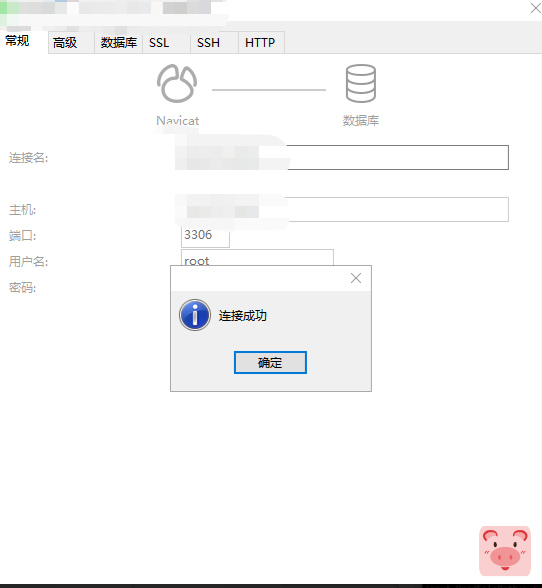 常规 高级 数据库 SSL SSH HTTP
Navicat 数据库
连接名:
主机:
端口: 3306
用户名: root
密码:
连接成功
确定